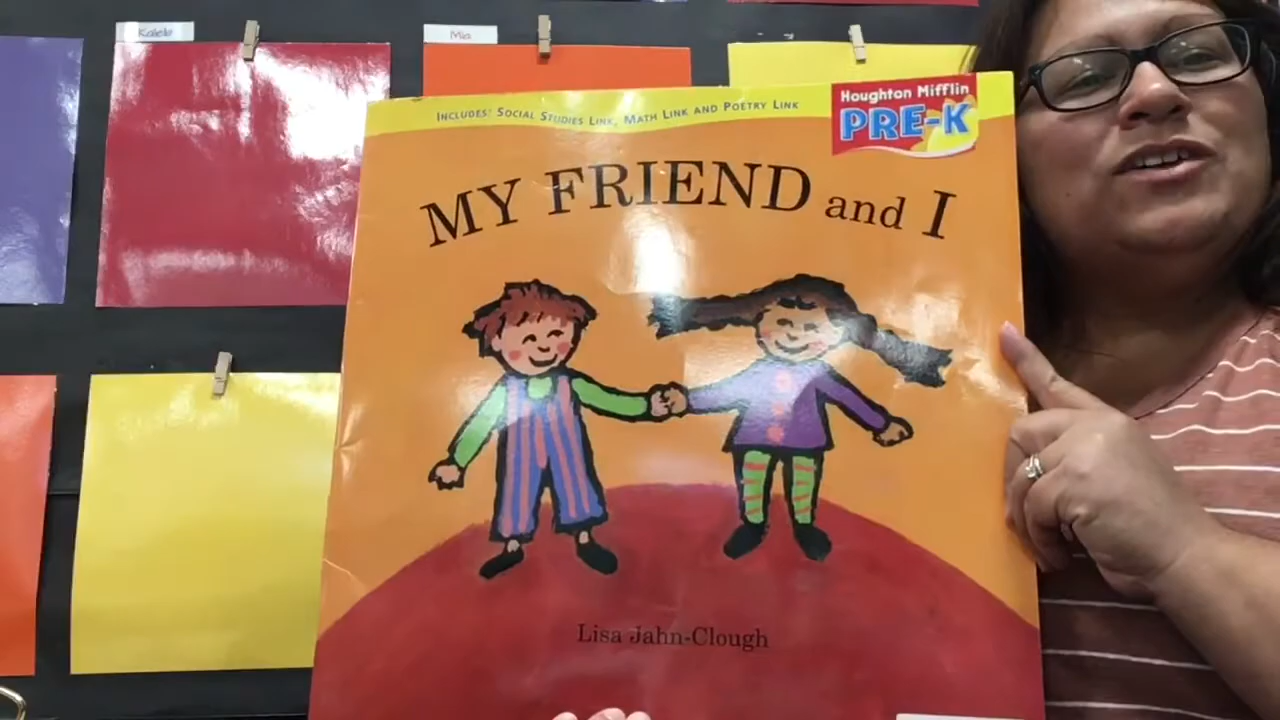 Kaleb
Mia
INCLUDES: SOCIAL STUDIES LINK, MATH LINK AND POETRY LINK
Houghton Mifflin
PRE-K
MY FRIEND and I
Lisa Jahn-Clough